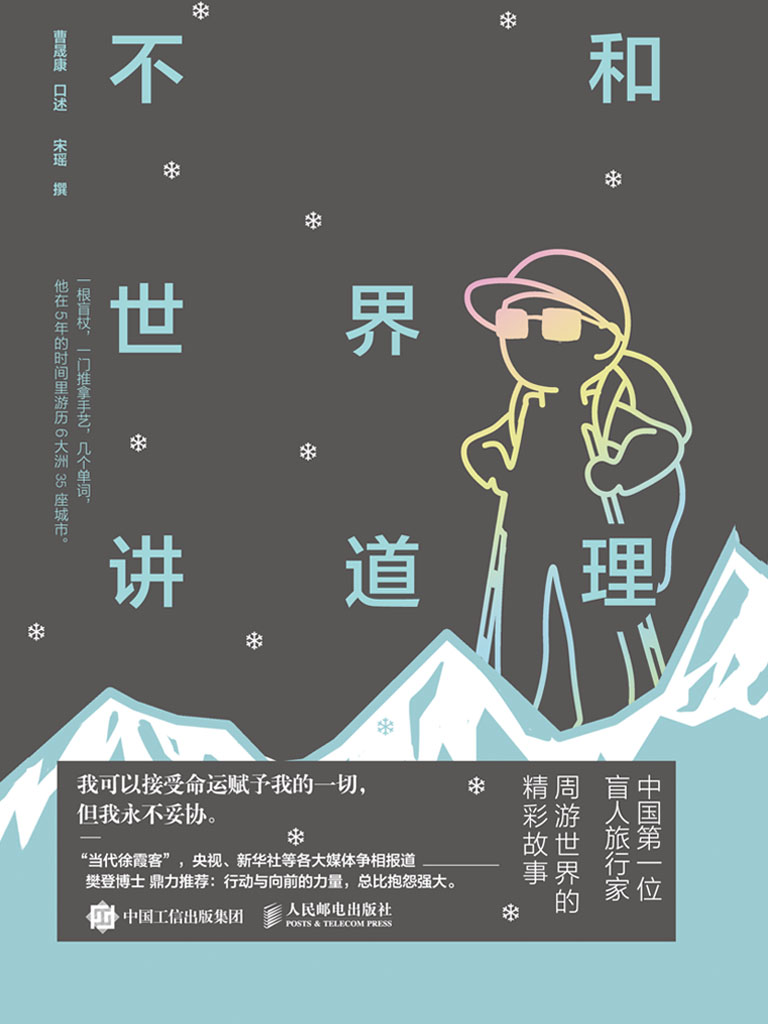 不和
世界
讲道理
曹晟康 口述 宋瑶 撰
一根盲杖，一门推拿手艺，几个单词，
他在5年的时间里游历6大洲35座城市。
我可以接受命运赋予我的一切，
但我永不妥协。
“当代徐霞客”，央视、新华社等各大媒体争相报道
樊登博士 鼎力推荐：行动与向前的力量，总比抱怨强大。
中国工信出版集团
人民邮电出版社
POSTS & TELECOM PRESS
中国第一位
盲人旅行家
周游世界的
精彩故事